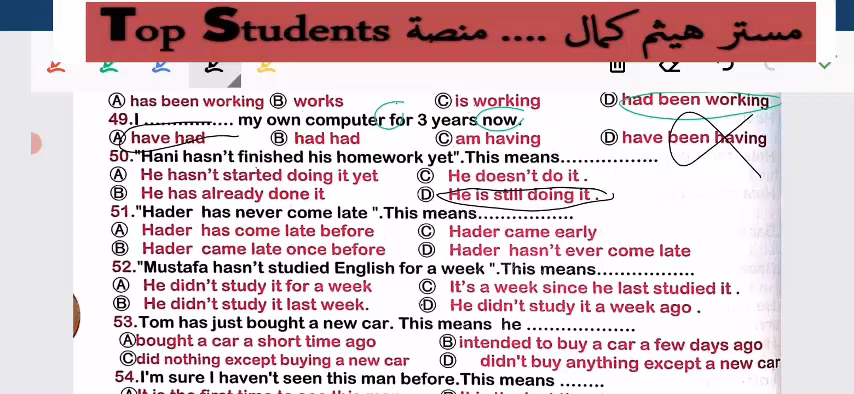 Top Students مستر هيثم كمال .... منصة
Ⓐ has been working Ⓑ works Ⓒ is working Ⓓ had been working
49.I .............. my own computer for 3 years now.
Ⓐ have had Ⓑ had had Ⓒ am having Ⓓ have been having
50."Hani hasn't finished his homework yet".This means.................
Ⓐ He hasn't started doing it yet Ⓒ He doesn't do it .
Ⓑ He has already done it Ⓓ He is still doing it .
51."Hader has never come late ".This means.................
Ⓐ Hader has come late before Ⓒ Hader came early
Ⓑ Hader came late once before Ⓓ Hader hasn't ever come late
52."Mustafa hasn't studied English for a week ".This means.................
Ⓐ He didn't study it for a week Ⓒ It's a week since he last studied it .
Ⓑ He didn't study it last week. Ⓓ He didn't study it a week ago .
53.Tom has just bought a new car. This means he ...................
Ⓐbought a car a short time ago Ⓑintended to buy a car a few days ago
Ⓒdid nothing except buying a new car Ⓓ didn't buy anything except a new car
54.I'm sure I haven't seen this man before.This means ........